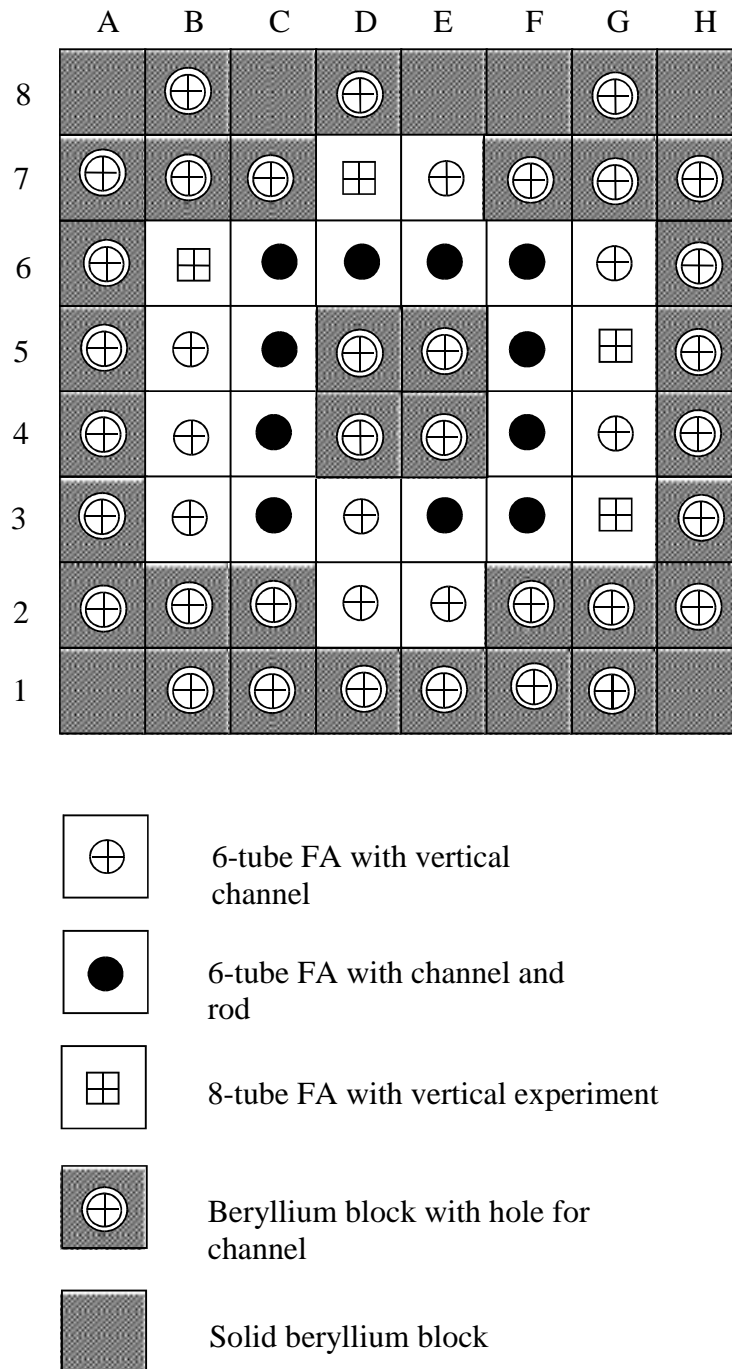 A B C D E F G H
8
7
6
5
4
3
2
1
6-tube FA with vertical
channel
6-tube FA with channel and
rod
8-tube FA with vertical experiment
Beryllium block with hole for
channel
Solid beryllium block